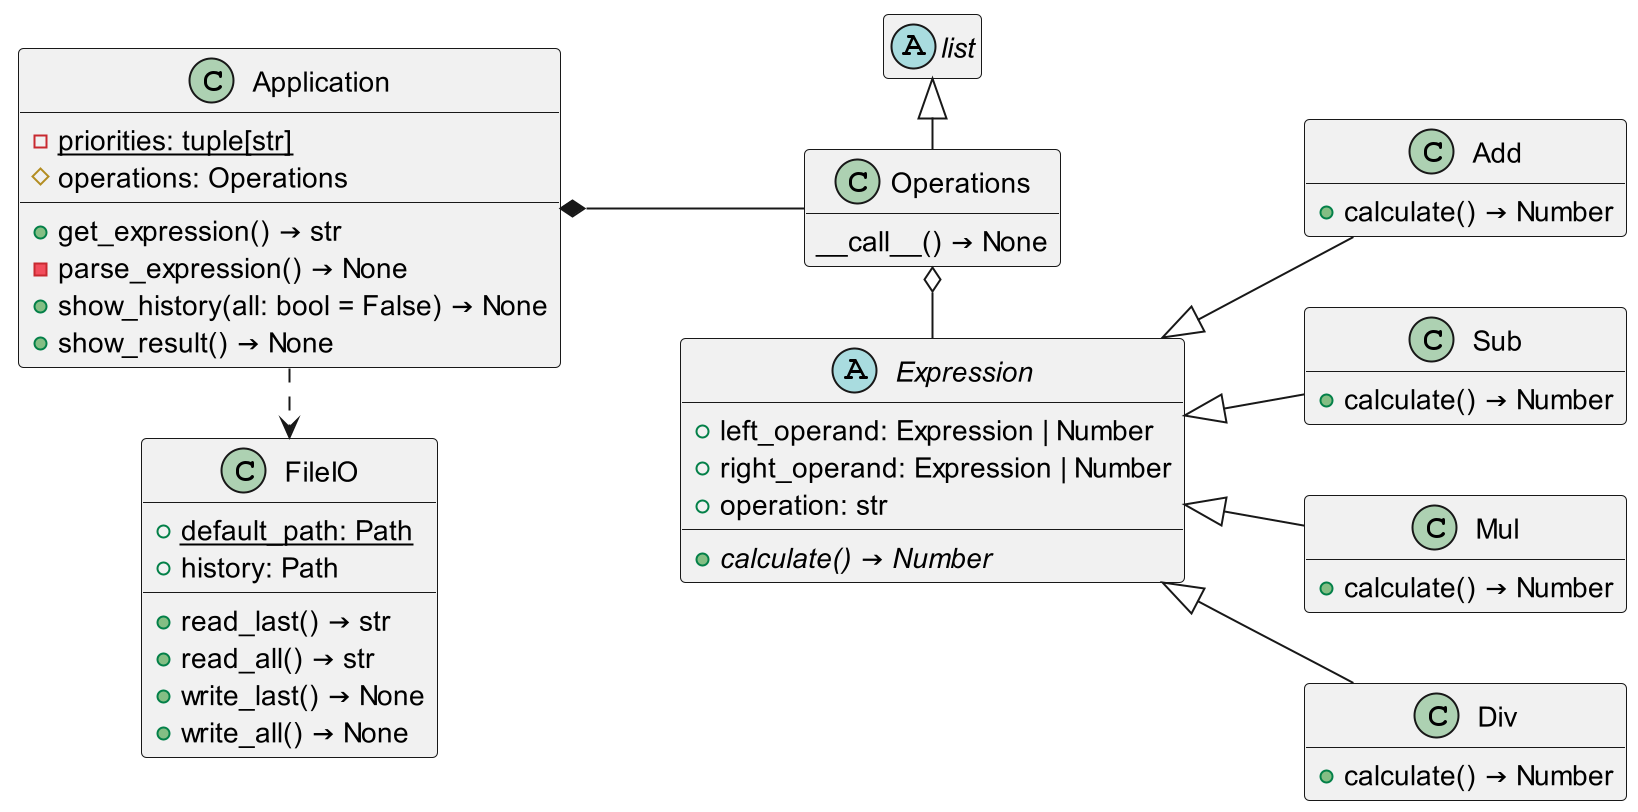 C Application
priorities: tuple[str]
operations: Operations
get_expression() → str
parse_expression() → None
show_history(all: bool = False) → None
show_result() → None
C FileIO
default_path: Path
history: Path
read_last() → str
read_all() → str
write_last() → None
write_all() → None
A list
C Operations
__call__() → None
A Expression
left_operand: Expression | Number
right_operand: Expression | Number
operation: str
calculate() → Number
C Add
calculate() → Number
C Sub
calculate() → Number
C Mul
calculate() → Number
C Div
calculate() → Number